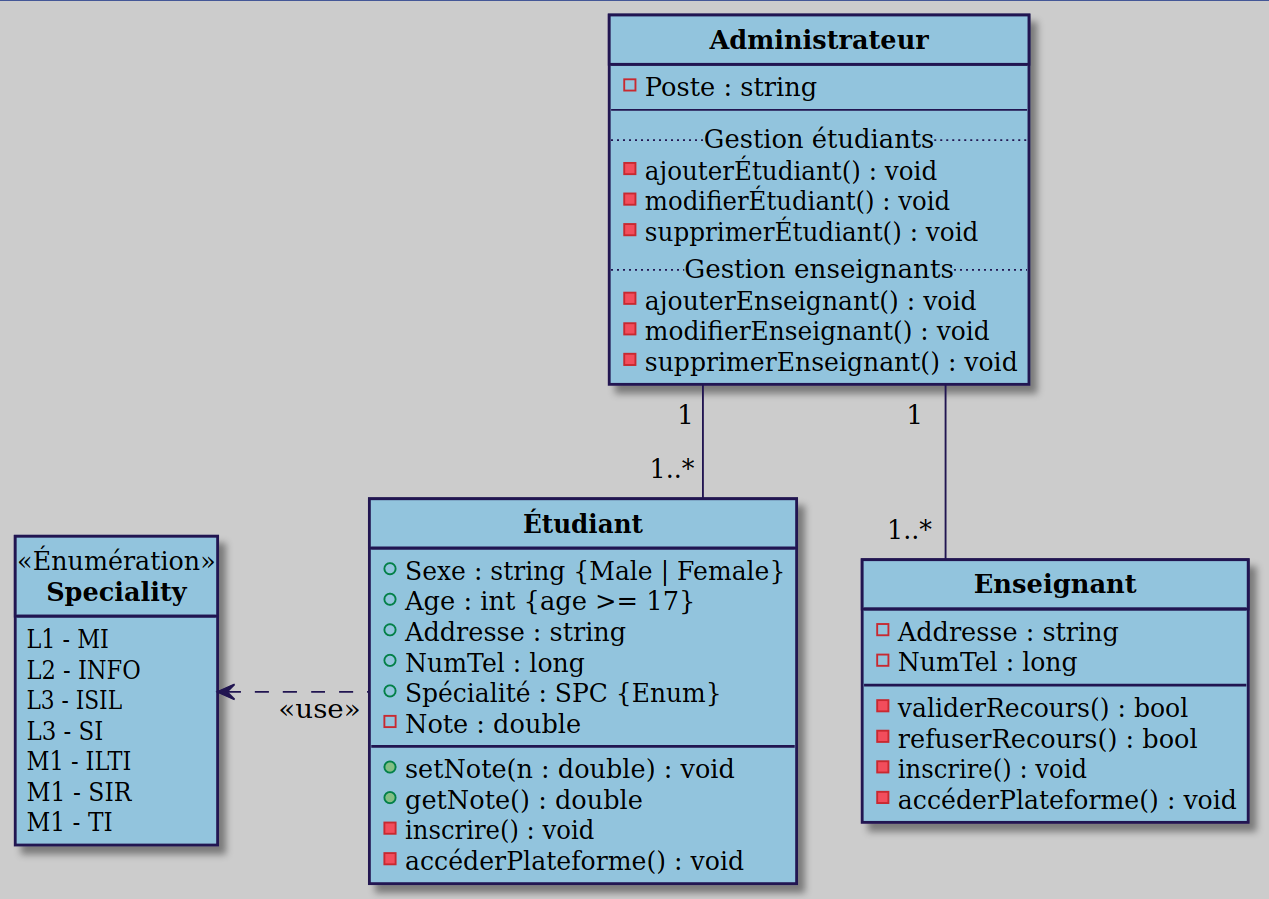 Administrateur
Poste : string
Gestion étudiants
ajouterÉtudiant() : void
modifierÉtudiant() : void
supprimerÉtudiant() : void
Gestion enseignants
ajouterEnseignant() : void
modifierEnseignant() : void
supprimerEnseignant() : void
1
1
1..*
1..*
«Énumération»
Speciality
L1 - MI
L2 - INFO
L3 - ISIL
L3 - SI
M1 - ILTI
M1 - SIR
M1 - TI
«use»
Étudiant
Sexe : string {Male | Female}
Age : int {age >= 17}
Addresse : string
NumTel : long
Spécialité : SPC {Enum}
Note : double
setNote(n : double) : void
getNote() : double
inscrire() : void
accéderPlateforme() : void
Enseignant
Addresse : string
NumTel : long
validerRecours() : bool
refuserRecours() : bool
inscrire() : void
accéderPlateforme() : void